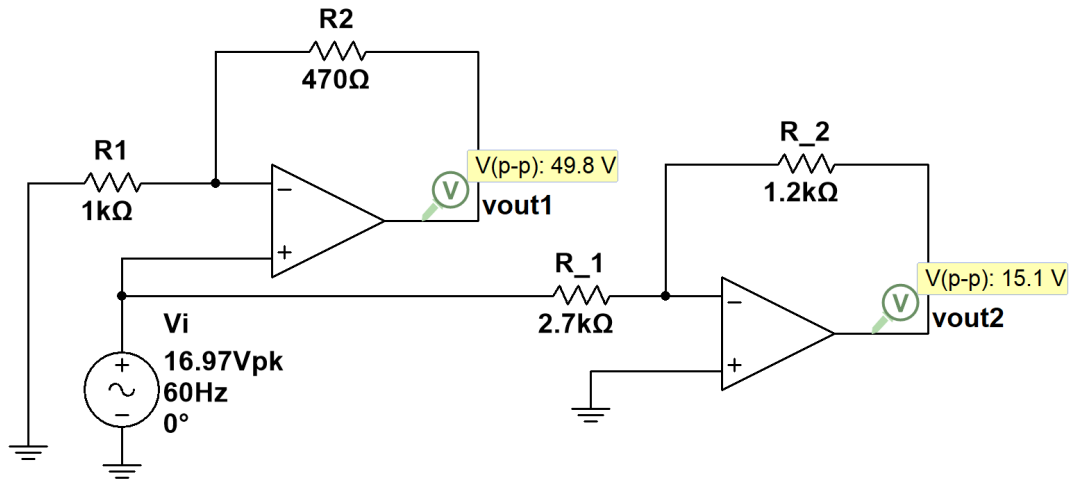 R2
470Ω
R1
1kΩ
−
+
V
V(p-p): 49.8 V
vout1
R_2
1.2kΩ
R_1
2.7kΩ
−
+
V
V(p-p): 15.1 V
vout2
Vi
16.97Vpk
60Hz
0°
+
−